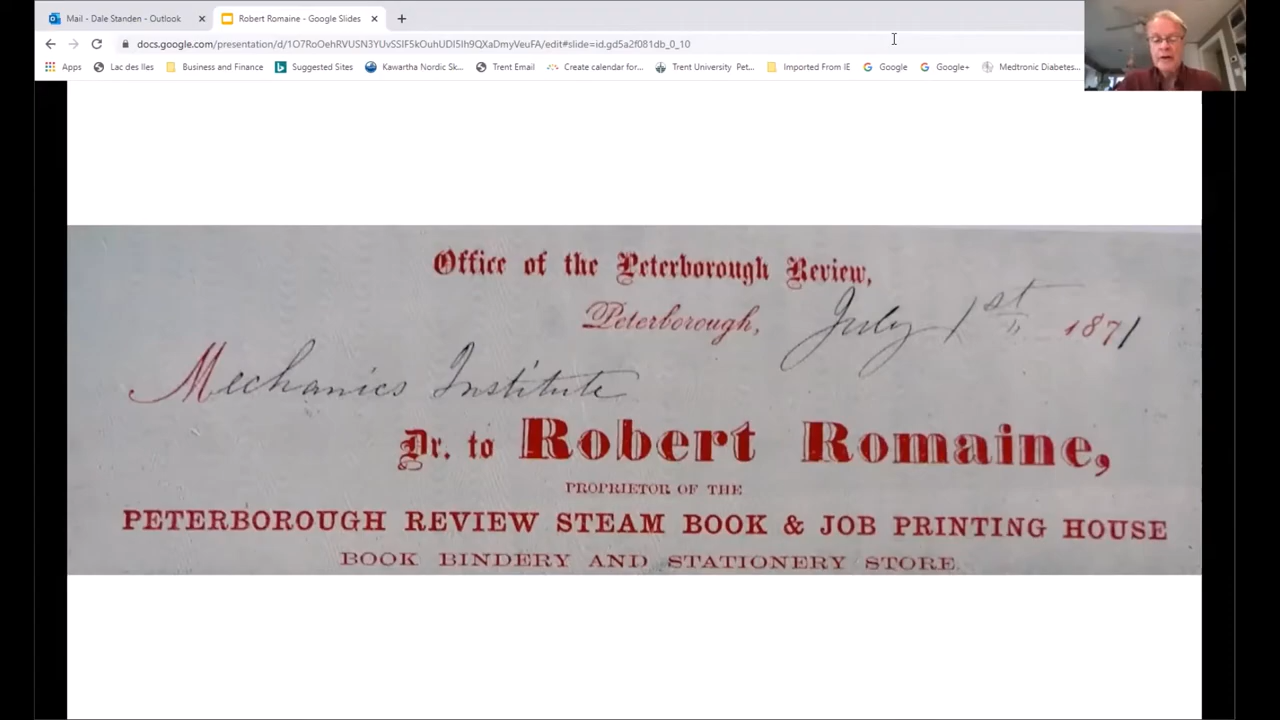 Mail - Dale Standen - Outlook
Robert Romaine - Google Slides
docs.google.com/presentation/d/1O7RoOehRVUSN3YUvSSIF5kOuhUDI5Ih9QXaDmyVeuFA/edit#slide=id.gd5a2f081db_0_10
Apps Lac des Iles Business and Finance Suggested Sites Kawartha Nordic Sk... Trent Email Create calendar for... Trent University Pet... Imported From IE Google Google+ Medtronic Diabetes...
Office of the Peterborough Review,
Peterborough, July 1st 1871
Mechanics Institute
Dr. to Robert Romaine,
PROPRIETOR OF THE
PETERBOROUGH REVIEW STEAM BOOK & JOB PRINTING HOUSE
BOOK BINDERY AND STATIONERY STORE.